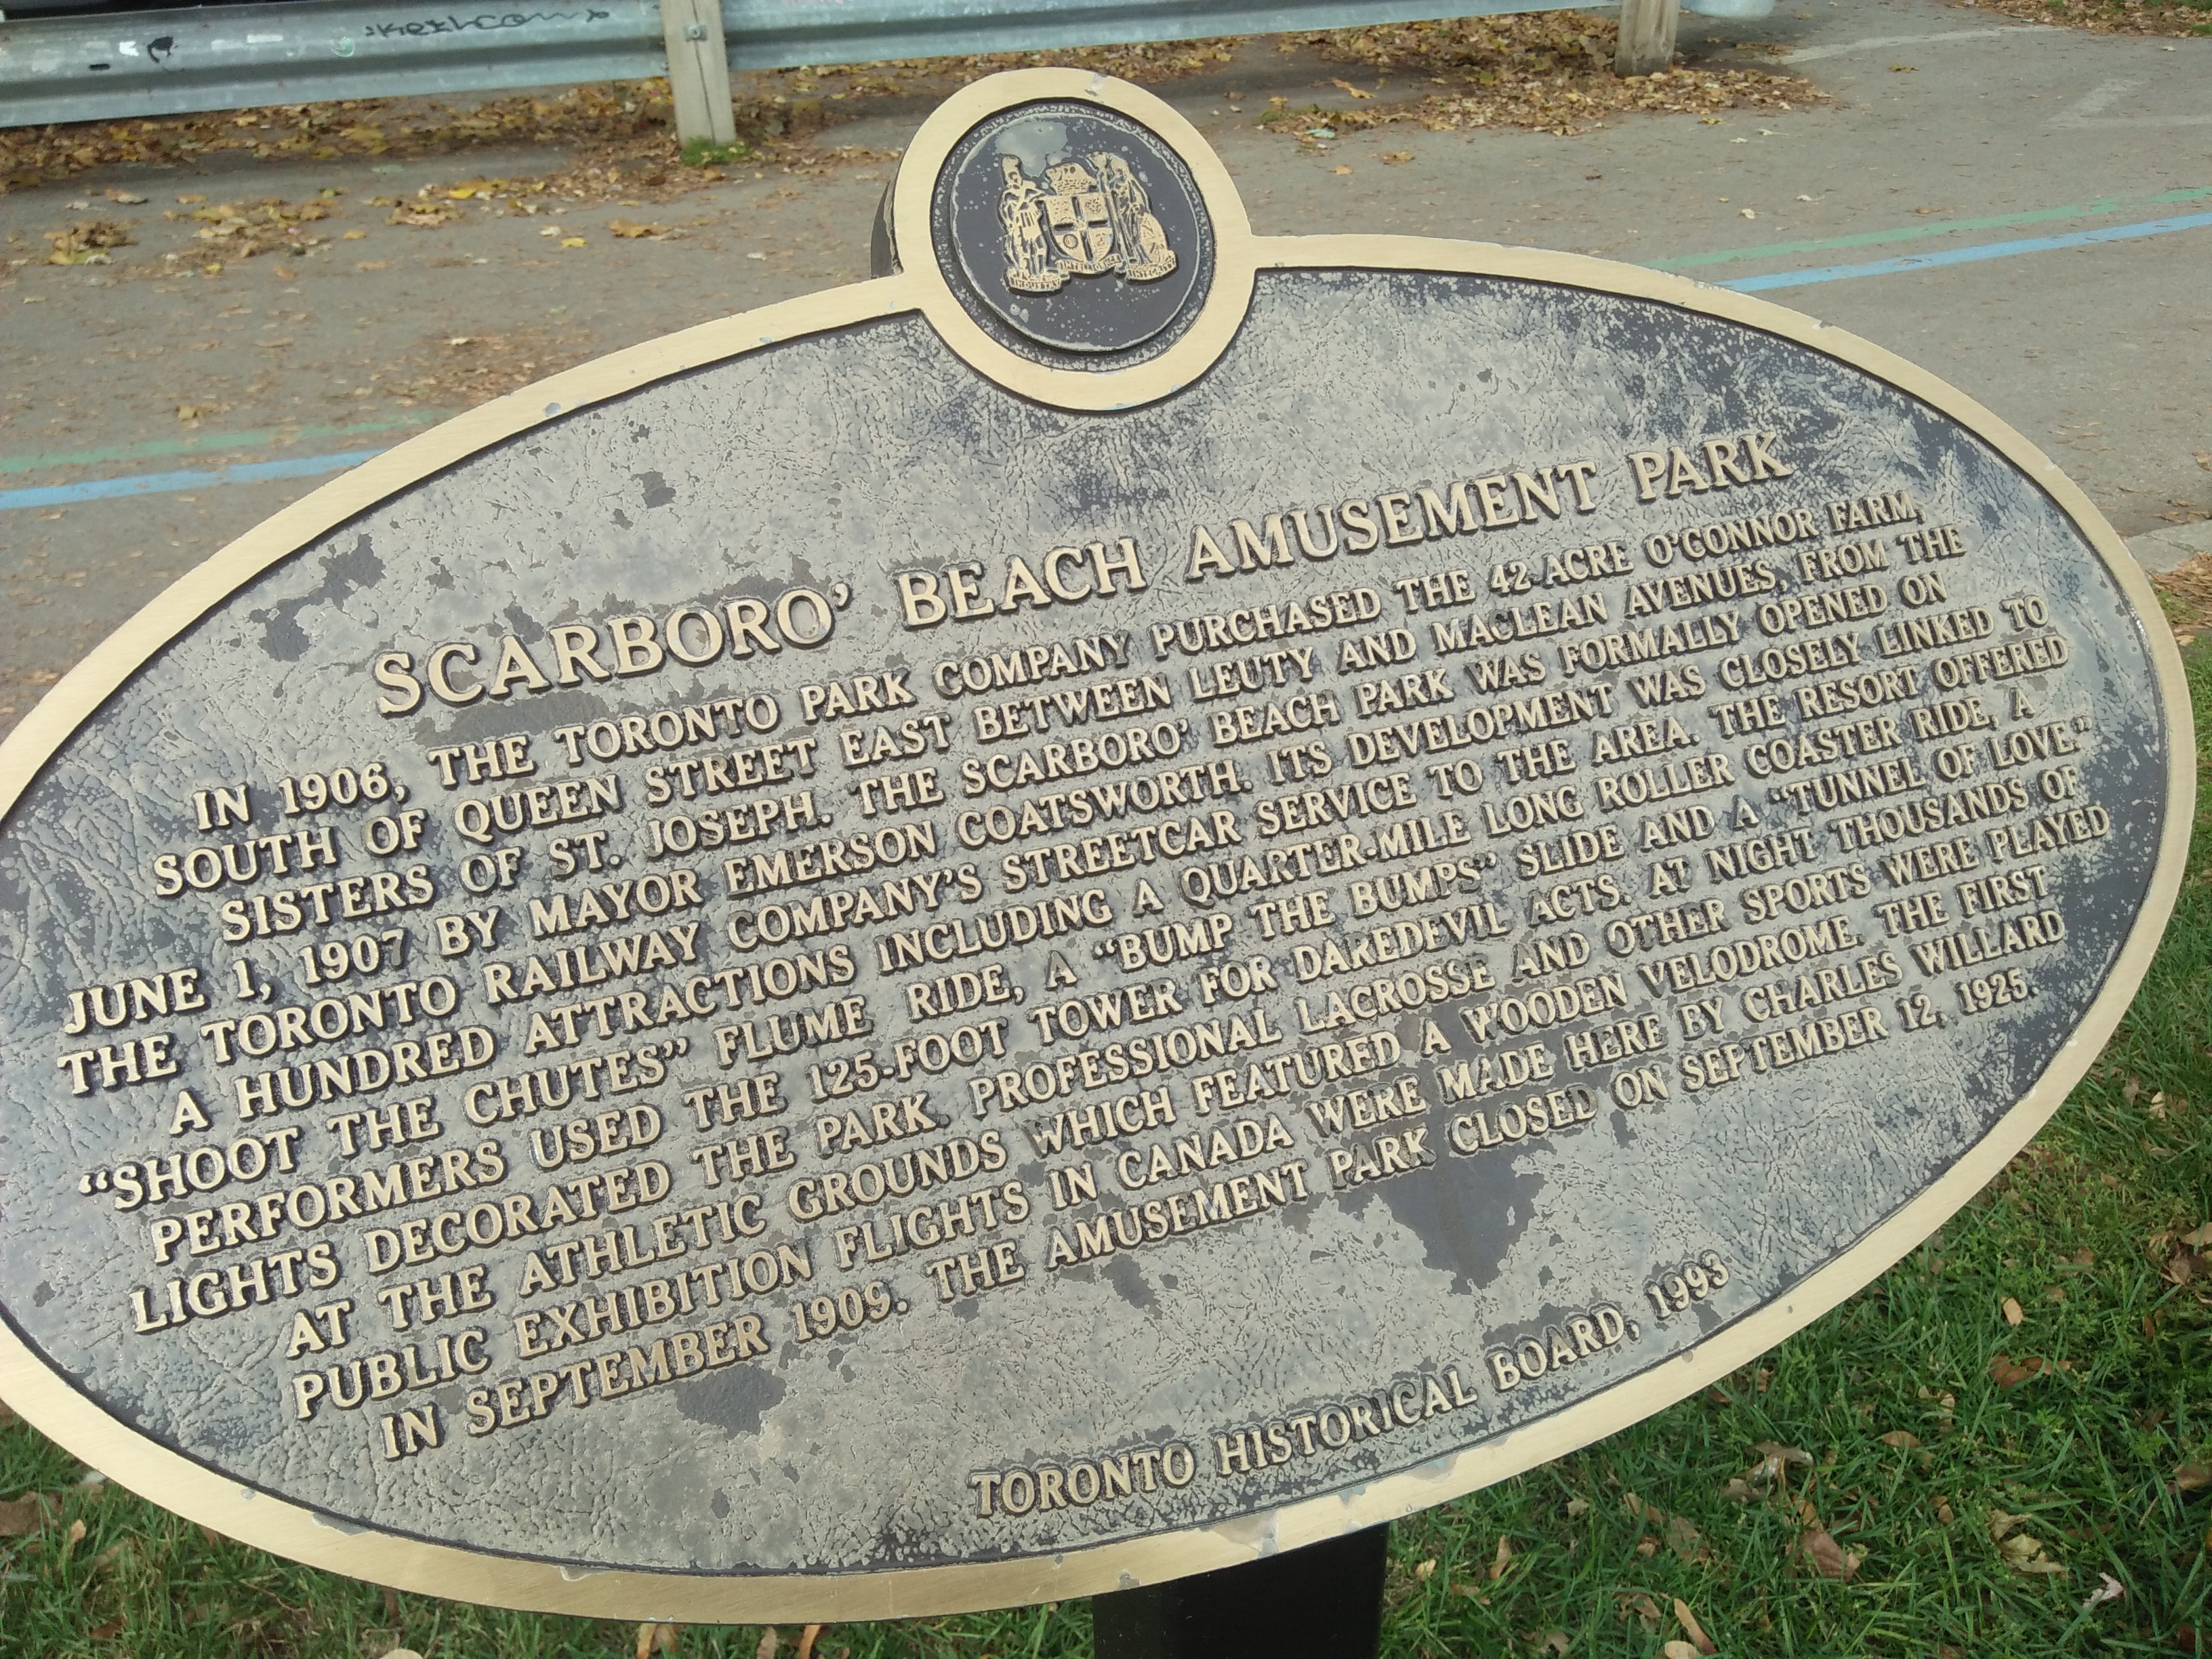 INDUSTRY INTELLIGENCE INTEGRITY
SCARBORO' BEACH AMUSEMENT PARK
IN 1906, THE TORONTO PARK COMPANY PURCHASED THE 42-ACRE O'CONNOR FARM,
SOUTH OF QUEEN STREET EAST BETWEEN LEUTY AND MACLEAN AVENUES, FROM THE
SISTERS OF ST. JOSEPH. THE SCARBORO' BEACH PARK WAS FORMALLY OPENED ON
JUNE 1, 1907 BY MAYOR EMERSON COATSWORTH. ITS DEVELOPMENT WAS CLOSELY LINKED TO
THE TORONTO RAILWAY COMPANY'S STREETCAR SERVICE TO THE AREA. THE RESORT OFFERED
A HUNDRED ATTRACTIONS INCLUDING A QUARTER-MILE LONG ROLLER COASTER RIDE, A
"SHOOT THE CHUTES" FLUME RIDE, A "BUMP THE BUMPS" SLIDE AND A "TUNNEL OF LOVE."
PERFORMERS USED THE 125-FOOT TOWER FOR DAREDEVIL ACTS. AT NIGHT THOUSANDS OF
LIGHTS DECORATED THE PARK. PROFESSIONAL LACROSSE AND OTHER SPORTS WERE PLAYED
AT THE ATHLETIC GROUNDS WHICH FEATURED A WOODEN VELODROME. THE FIRST
PUBLIC EXHIBITION FLIGHTS IN CANADA WERE MADE HERE BY CHARLES WILLARD
IN SEPTEMBER 1909. THE AMUSEMENT PARK CLOSED ON SEPTEMBER 12, 1925.
TORONTO HISTORICAL BOARD, 1993